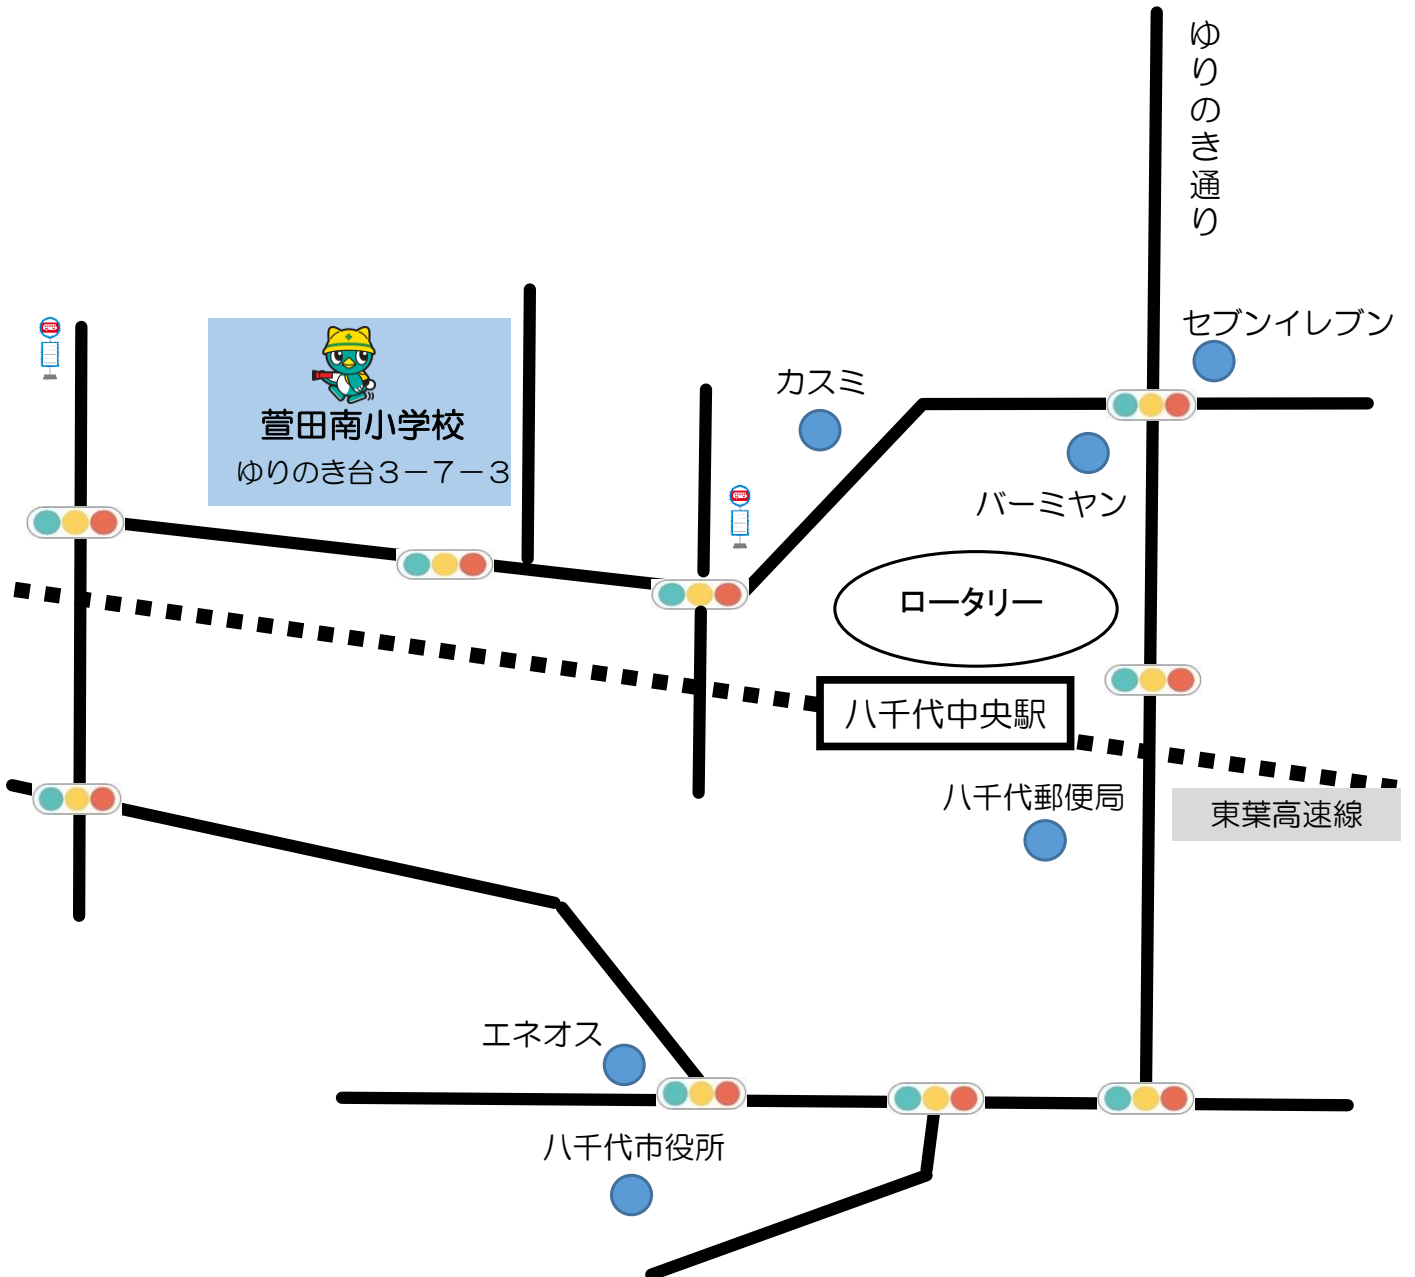 ゆりのき通り
セブンイレブン
カスミ
萱田南小学校
ゆりのき台３－７－３
バーミヤン
ロータリー
八千代中央駅
八千代郵便局
東葉高速線
エネオス
八千代市役所